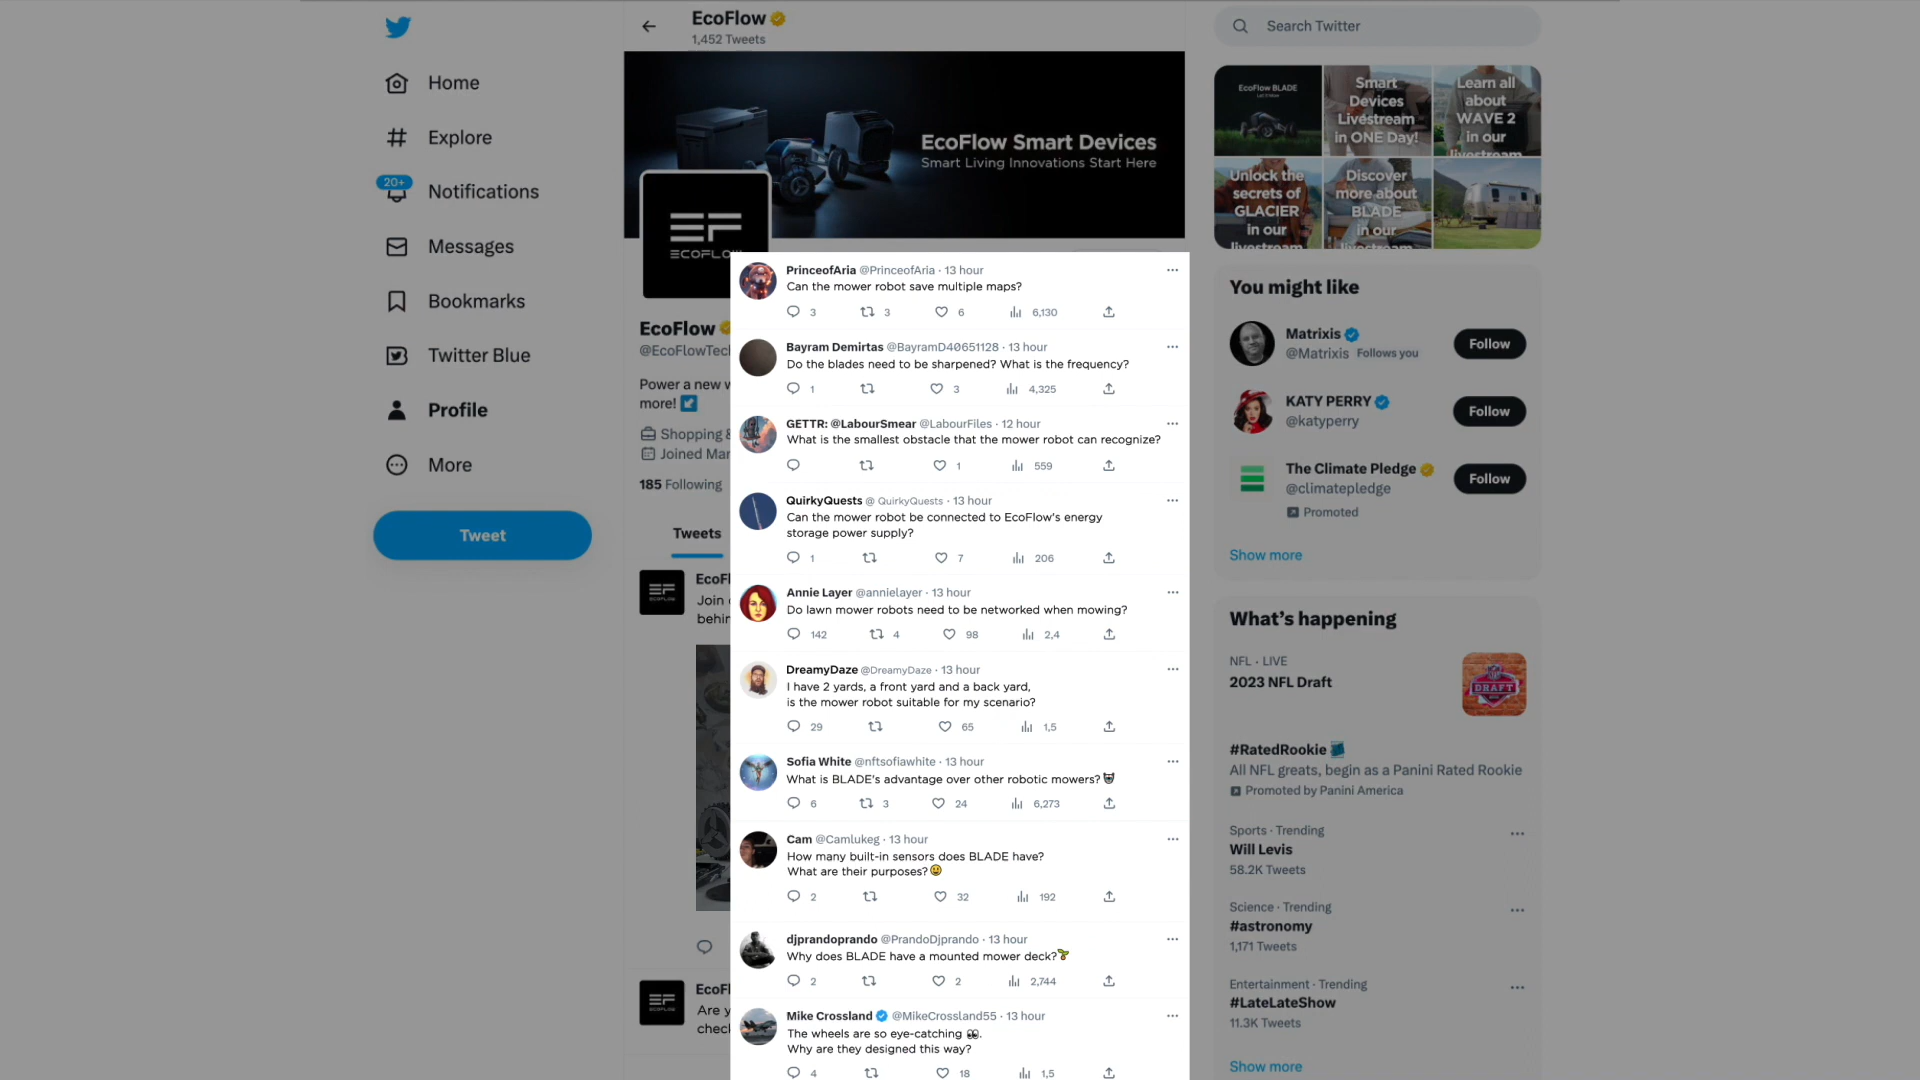 Home
Explore
20+
Notifications
Messages
Bookmarks
Twitter Blue
Profile
More
Tweet
EcoFlow
1,452 Tweets
EcoFlow Smart Devices
Smart Living Innovations Start Here
EF
EcoFlow
Power a new
more!
Shopping &
Joined
185 Following
Tweets
Join
PrinceofAria @PrinceofAria · 13 hour
Can the mower robot save multiple maps?
3 3 6 6,130
Bayram Demirtas @BayramD40651128 · 13 hour
Do the blades need to be sharpened? What is the frequency?
1 3 4,325
GETTR: @LabourSmear @LabourFiles · 12 hour
What is the smallest obstacle that the mower robot can recognize?
1 559
QuirkyQuests @ QuirkyQuests · 13 hour
Can the mower robot be connected to EcoFlow's energy
storage power supply?
1 7 206
Annie Layer @annielayer · 13 hour
Do lawn mower robots need to be networked when mowing?
142 4 98 2,4
DreamyDaze @DreamyDaze · 13 hour
I have 2 yards, a front yard and a back yard,
is the mower robot suitable for my scenario?
29 65 1,5
Sofia White @nftsofiawhite · 13 hour
What is BLADE's advantage over other robotic mowers?
6 3 24 6,273
Cam @Camlukeg · 13 hour
How many built-in sensors does BLADE have?
What are their purposes?
2 32 192
djprandoprando @PrandoDjprando · 13 hour
Why does BLADE have a mounted mower deck?
2 2 2,744
Mike Crossland @MikeCrossland55 · 13 hour
The wheels are so eye-catching 👀.
Why are they designed this way?
4 18 1,5
Search Twitter
EcoFlow BLADE
Smart
Devices
Livestream
in ONE Day!
Learn all
about
WAVE 2
in our
livestream
Unlock the
secrets of
GLACIER
in our
livestream
Discover
more about
BLADE
in our
livestream
You might like
Matrixis
@Matrixis Follows you
Follow
KATY PERRY
@katyperry
Follow
The Climate Pledge
@climatepledge
Promoted
Follow
Show more
What's happening
NFL · LIVE
2023 NFL Draft
NFL
DRAFT
#RatedRookie
All NFL greats, begin as a Panini Rated Rookie
Promoted by Panini America
Sports · Trending
Will Levis
58.2K Tweets
Science · Trending
#astronomy
1,171 Tweets
Entertainment · Trending
#LateLateShow
11.3K Tweets
Show more